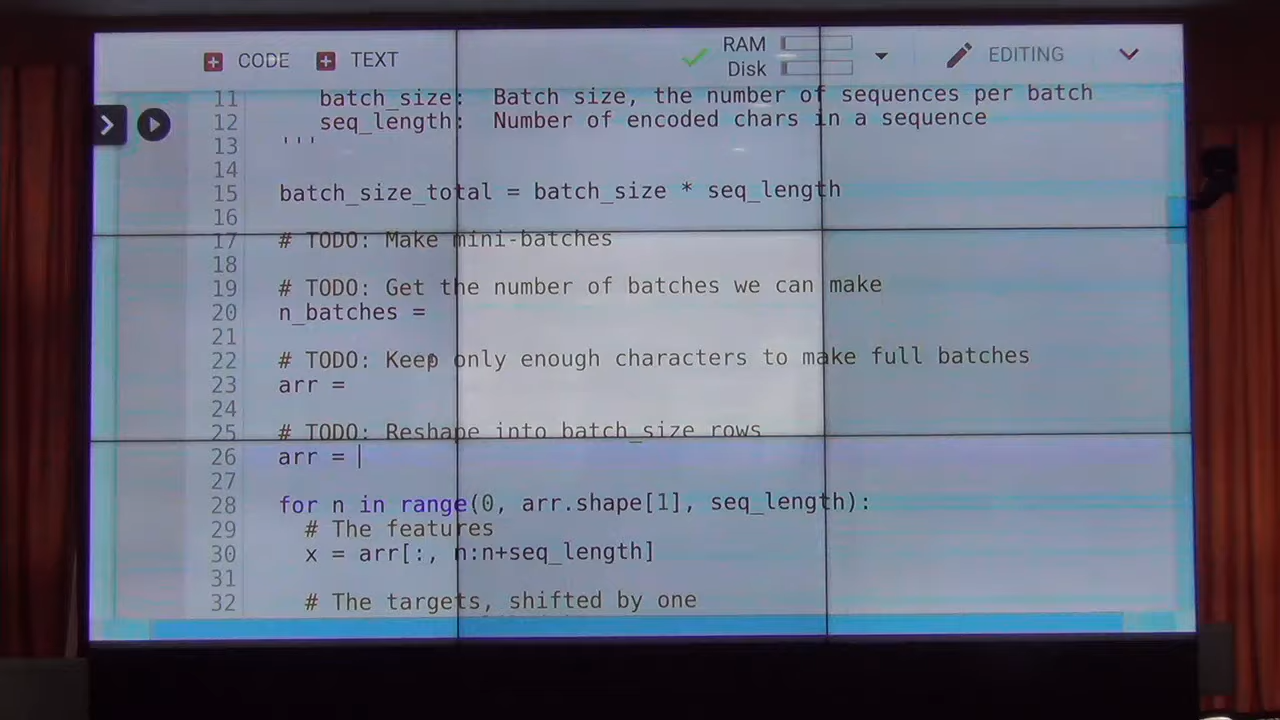 CODE TEXT RAM Disk EDITING
11 batch_size: Batch size, the number of sequences per batch
12 seq_length: Number of encoded chars in a sequence
13 '''
14
15 batch_size_total = batch_size * seq_length
16
17 # TODO: Make mini-batches
18
19 # TODO: Get the number of batches we can make
20 n_batches =
21
22 # TODO: Keep only enough characters to make full batches
23 arr =
24
25 # TODO: Reshape into batch_size rows
26 arr =
27
28 for n in range(0, arr.shape[1], seq_length):
29 # The features
30 x = arr[:, n:n+seq_length]
31
32 # The targets, shifted by one